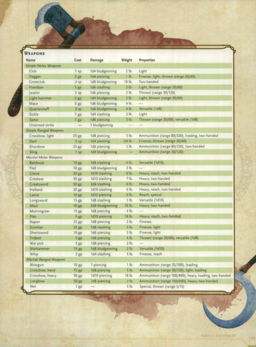 WEAPONS
Name Cost Damage Weight Properties
Simple Melee Weapons
Club 1 sp 1d4 bludgeoning 2 lb. Light
Dagger 2 gp 1d4 piercing 1 lb. Finesse, light, thrown (range 20/60)
Greatclub 2 sp 1d8 bludgeoning 10 lb. Two-handed
Handaxe 5 gp 1d6 slashing 2 lb. Light, thrown (range 20/60)
Javelin 5 sp 1d6 piercing 2 lb. Thrown (range 30/120)
Light hammer 2 gp 1d4 bludgeoning 2 lb. Light, thrown (range 20/60)
Mace 5 gp 1d6 bludgeoning 4 lb. —
Quarterstaff 2 sp 1d6 bludgeoning 4 lb. Versatile (1d8)
Sickle 1 gp 1d4 slashing 2 lb. Light
Spear 1 gp 1d6 piercing 3 lb. Thrown (range 20/60), versatile (1d8)
Unarmed strike — 1 bludgeoning — —
Simple Ranged Weapons
Crossbow, light 25 gp 1d8 piercing 5 lb. Ammunition (range 80/320), loading, two-handed
Dart 5 cp 1d4 piercing 1/4 lb. Finesse, thrown (range 20/60)
Shortbow 25 gp 1d6 piercing 2 lb. Ammunition (range 80/320), two-handed
Sling 1 sp 1d4 bludgeoning — Ammunition (range 30/120)
Martial Melee Weapons
Battleaxe 10 gp 1d8 slashing 4 lb. Versatile (1d10)
Flail 10 gp 1d8 bludgeoning 2 lb. —
Glaive 20 gp 1d10 slashing 6 lb. Heavy, reach, two-handed
Greataxe 30 gp 1d12 slashing 7 lb. Heavy, two-handed
Greatsword 50 gp 2d6 slashing 6 lb. Heavy, two-handed
Halberd 20 gp 1d10 slashing 6 lb. Heavy, reach, two-handed
Lance 10 gp 1d12 piercing 6 lb. Reach, special
Longsword 15 gp 1d8 slashing 3 lb. Versatile (1d10)
Maul 10 gp 2d6 bludgeoning 10 lb. Heavy, two-handed
Morningstar 15 gp 1d8 piercing 4 lb. —
Pike 5 gp 1d10 piercing 18 lb. Heavy, reach, two-handed
Rapier 25 gp 1d8 piercing 2 lb. Finesse
Scimitar 25 gp 1d6 slashing 3 lb. Finesse, light
Shortsword 10 gp 1d6 piercing 2 lb. Finesse, light
Trident 5 gp 1d6 piercing 4 lb. Thrown (range 20/60), versatile (1d8)
War pick 5 gp 1d8 piercing 2 lb. —
Warhammer 15 gp 1d8 bludgeoning 2 lb. Versatile (1d10)
Whip 2 gp 1d4 slashing 3 lb. Finesse, reach
Martial Ranged Weapons
Blowgun 10 gp 1 piercing 1 lb. Ammunition (range 25/100), loading
Crossbow, hand 75 gp 1d6 piercing 3 lb. Ammunition (range 30/120), light, loading
Crossbow, heavy 50 gp 1d10 piercing 18 lb. Ammunition (range 100/400), heavy, loading, two-handed
Longbow 50 gp 1d8 piercing 2 lb. Ammunition (range 150/600), heavy, two-handed
Net 1 gp — 3 lb. Special, thrown (range 5/15)